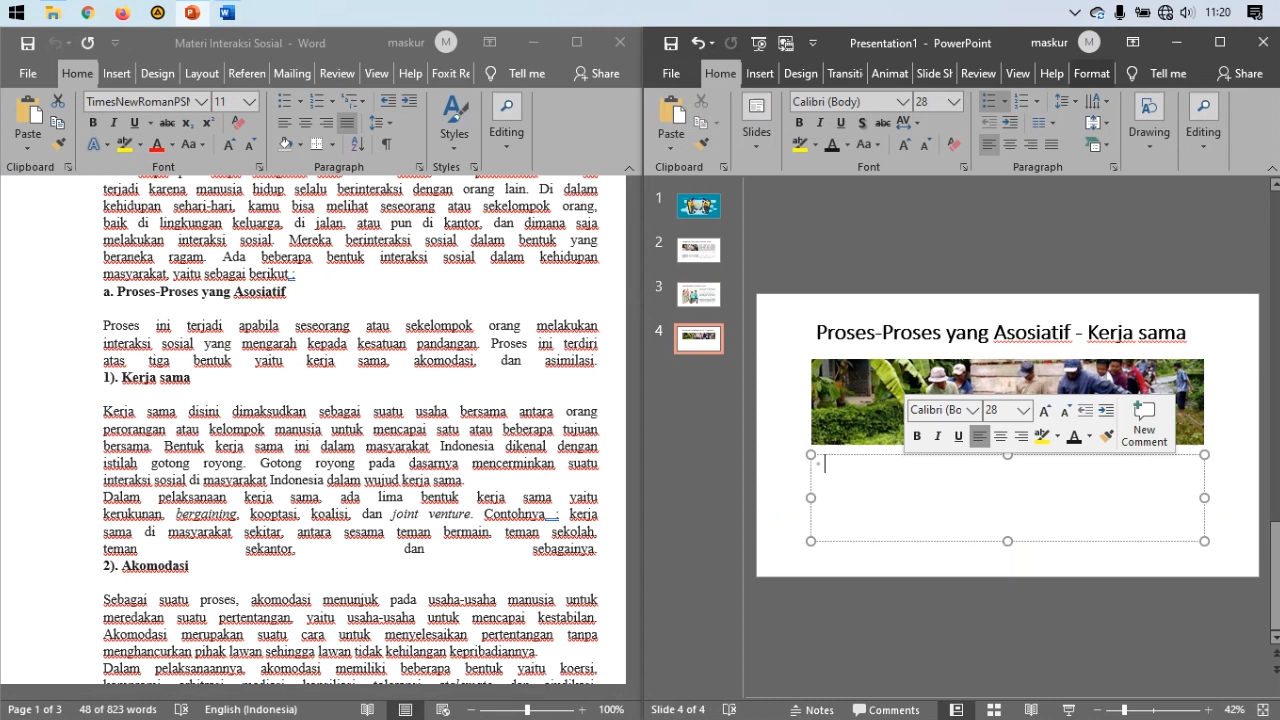 11:20
Materi Interaksi Sosial - Word
maskur
M
File
Home
Insert
Design
Layout
Referen
Mailing
Review
View
Help
Foxit Re
Tell me
Share
Paste
TimesNewRomanPSN
11
Styles
Editing
Clipboard
Font
Paragraph
Styles
terjadi karena manusia hidup selalu berinteraksi dengan orang lain. Di dalam
kehidupan sehari-hari, kamu bisa melihat seseorang atau sekelompok orang,
baik di lingkungan keluarga, di jalan, atau pun di kantor, dan dimana saja
melakukan interaksi sosial. Mereka berinteraksi sosial dalam bentuk yang
beraneka ragam. Ada beberapa bentuk interaksi sosial dalam kehidupan
masyarakat, yaitu sebagai berikut :
a. Proses-Proses yang Asosiatif
Proses ini terjadi apabila seseorang atau sekelompok orang melakukan
interaksi sosial yang mengarah kepada kesatuan pandangan. Proses ini terdiri
atas tiga bentuk yaitu kerja sama, akomodasi, dan asimilasi.
1). Kerja sama
Kerja sama disini dimaksudkan sebagai suatu usaha bersama antara orang
perorangan atau kelompok manusia untuk mencapai satu atau beberapa tujuan
bersama. Bentuk kerja sama ini dalam masyarakat Indonesia dikenal dengan
istilah gotong royong. Gotong royong pada dasarnya mencerminkan suatu
interaksi sosial di masyarakat Indonesia dalam wujud kerja sama.
Dalam pelaksanaan kerja sama, ada lima bentuk kerja sama yaitu
kerukunan, bergaining, kooptasi, koalisi, dan joint venture. Contohnya : kerja
sama di masyarakat sekitar, antara sesama teman bermain, teman sekolah,
teman sekantor, dan sebagainya.
2). Akomodasi
Sebagai suatu proses, akomodasi menunjuk pada usaha-usaha manusia untuk
meredakan suatu pertentangan, yaitu usaha-usaha untuk mencapai kestabilan.
Akomodasi merupakan suatu cara untuk menyelesaikan pertentangan tanpa
menghancurkan pihak lawan sehingga lawan tidak kehilangan kepribadiannya.
Dalam pelaksanaannya, akomodasi memiliki beberapa bentuk yaitu koersi,
Page 1 of 3
48 of 823 words
English (Indonesia)
100%
Presentation1 - PowerPoint
maskur
M
File
Home
Insert
Design
Transiti
Animat
Slide Sh
Review
View
Help
Format
Tell me
Share
Paste
Slides
Calibri (Body)
28
Drawing
Editing
Clipboard
Font
Paragraph
1
2
3
4
Proses-Proses yang Asosiatif - Kerja sama
Calibri (Bo
28
New
Comment
Slide 4 of 4
Notes
Comments
42%